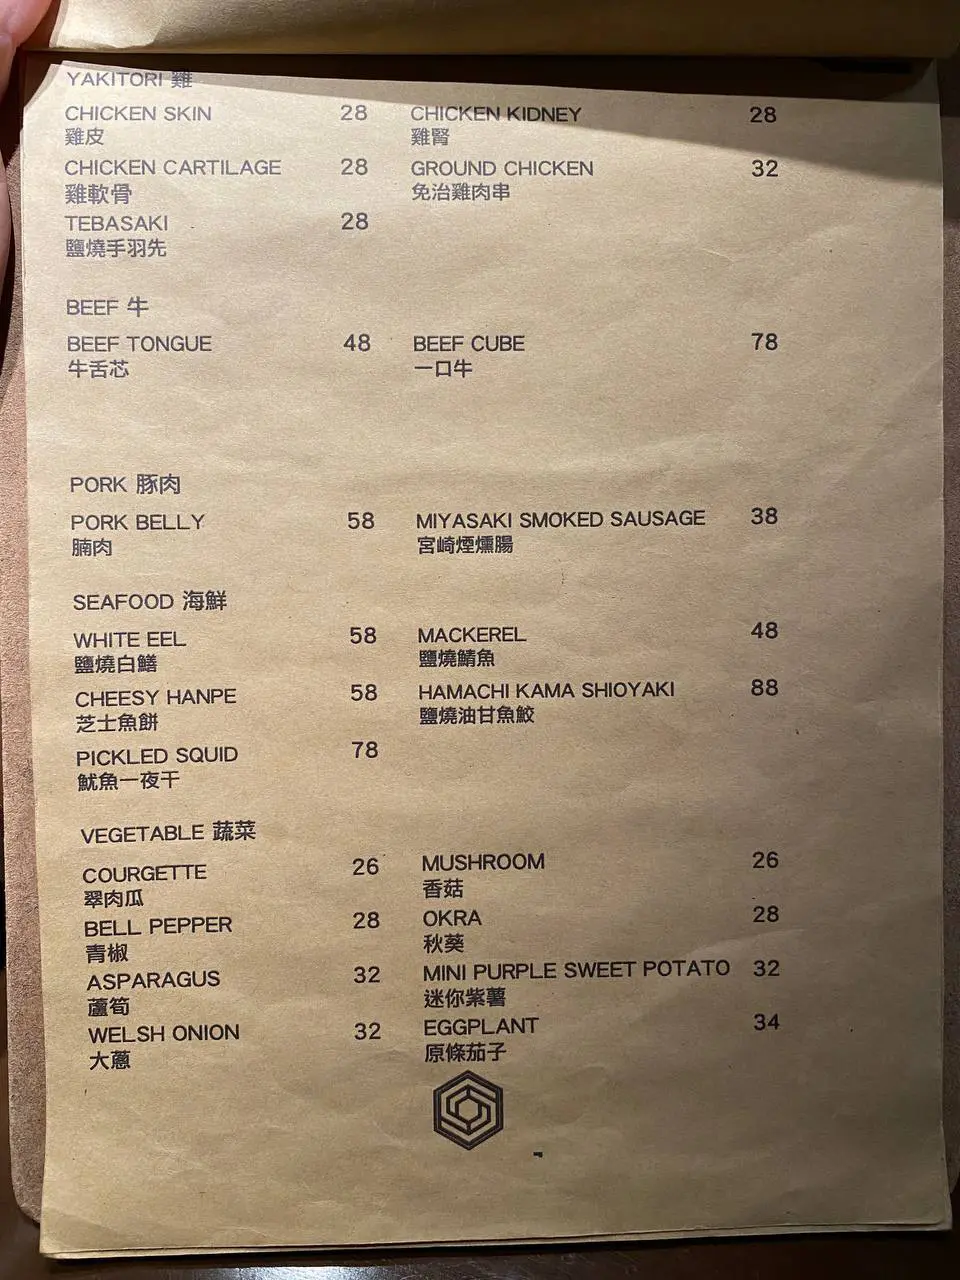 YAKITORI 雞
CHICKEN SKIN 28 CHICKEN KIDNEY 28
雞皮 雞腎
CHICKEN CARTILAGE 28 GROUND CHICKEN 32
雞軟骨 免治雞肉串
TEBASAKI 28
鹽燒手羽先
BEEF 牛
BEEF TONGUE 48 BEEF CUBE 78
牛舌芯 一口牛
PORK 豚肉
PORK BELLY 58 MIYASAKI SMOKED SAUSAGE 38
腩肉 宮崎煙燻腸
SEAFOOD 海鮮
WHITE EEL 58 MACKEREL 48
鹽燒白鱔 鹽燒鯖魚
CHEESY HANPE 58 HAMACHI KAMA SHIOYAKI 88
芝士魚餅 鹽燒油甘魚鮫
PICKLED SQUID 78
魷魚一夜干
VEGETABLE 蔬菜
COURGETTE 26 MUSHROOM 26
翠肉瓜 香菇
BELL PEPPER 28 OKRA 28
青椒 秋葵
ASPARAGUS 32 MINI PURPLE SWEET POTATO 32
蘆筍 迷你紫薯
WELSH ONION 32 EGGPLANT 34
大蔥 原條茄子